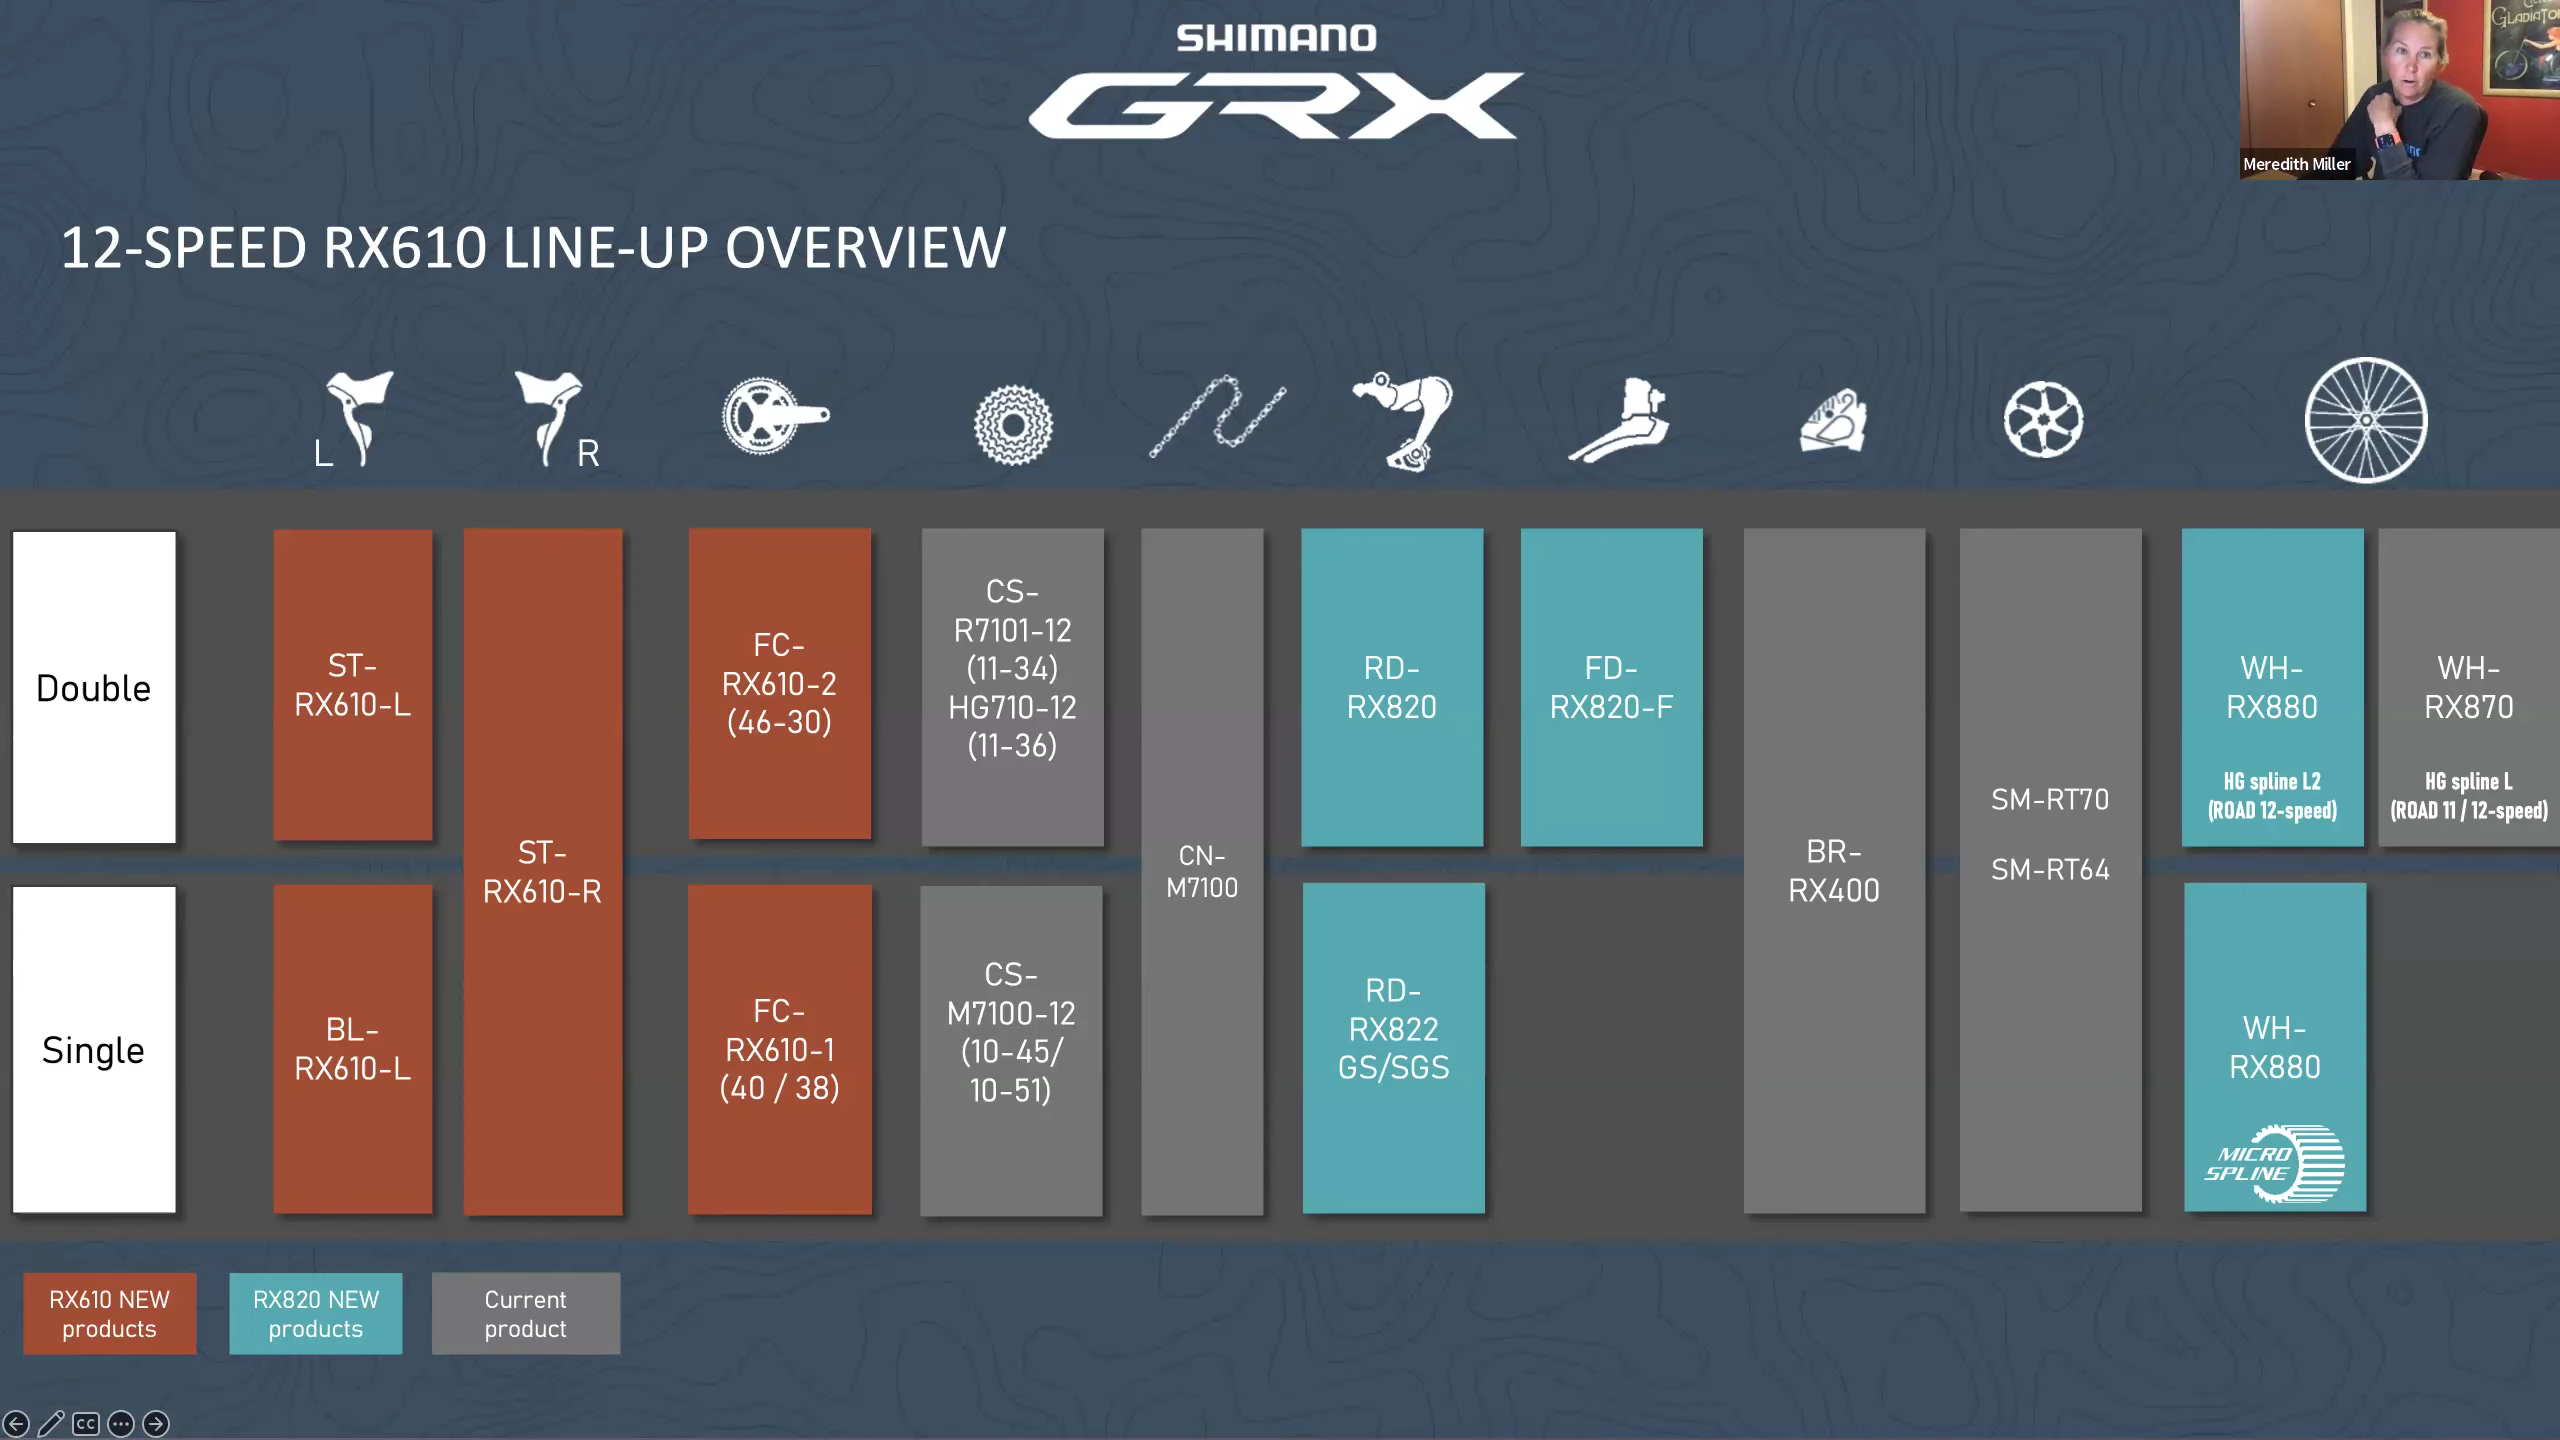 SHIMANO
GRX
Meredith Miller
12-SPEED RX610 LINE-UP OVERVIEW
L
R
Double
ST-
RX610-L
ST-
RX610-R
FC-
RX610-2
(46-30)
CS-
R7101-12
(11-34)
HG710-12
(11-36)
CN-
M7100
RD-
RX820
FD-
RX820-F
BR-
RX400
SM-RT70
SM-RT64
WH-
RX880
HG spline L2
(ROAD 12-speed)
WH-
RX870
HG spline L
(ROAD 11 / 12-speed)
Single
BL-
RX610-L
FC-
RX610-1
(40 / 38)
CS-
M7100-12
(10-45/
10-51)
RD-
RX822
GS/SGS
WH-
RX880
MICRO
SPLINE
RX610 NEW
products
RX820 NEW
products
Current
product
CC